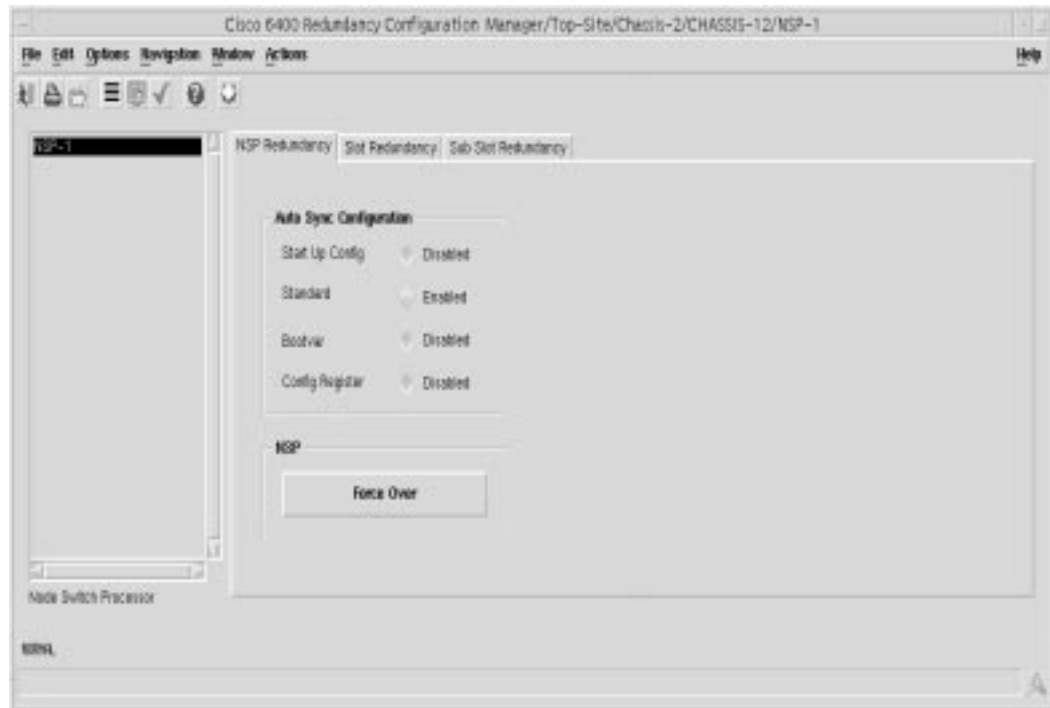 Cisco 6400 Redundancy Configuration Manager/Top-Site/Chassis-2/CHASSIS-12/NSP-1
File Edit Options Navigation Window Actions Help
NSP-1
NSP Redundancy Slot Redundancy Sub Slot Redundancy
Auto Sync Configuration
Start Up Config Disabled
Standard Enabled
Bootvar Disabled
Config Register Disabled
NSP
Force Over
Node Switch Processor
NORMAL